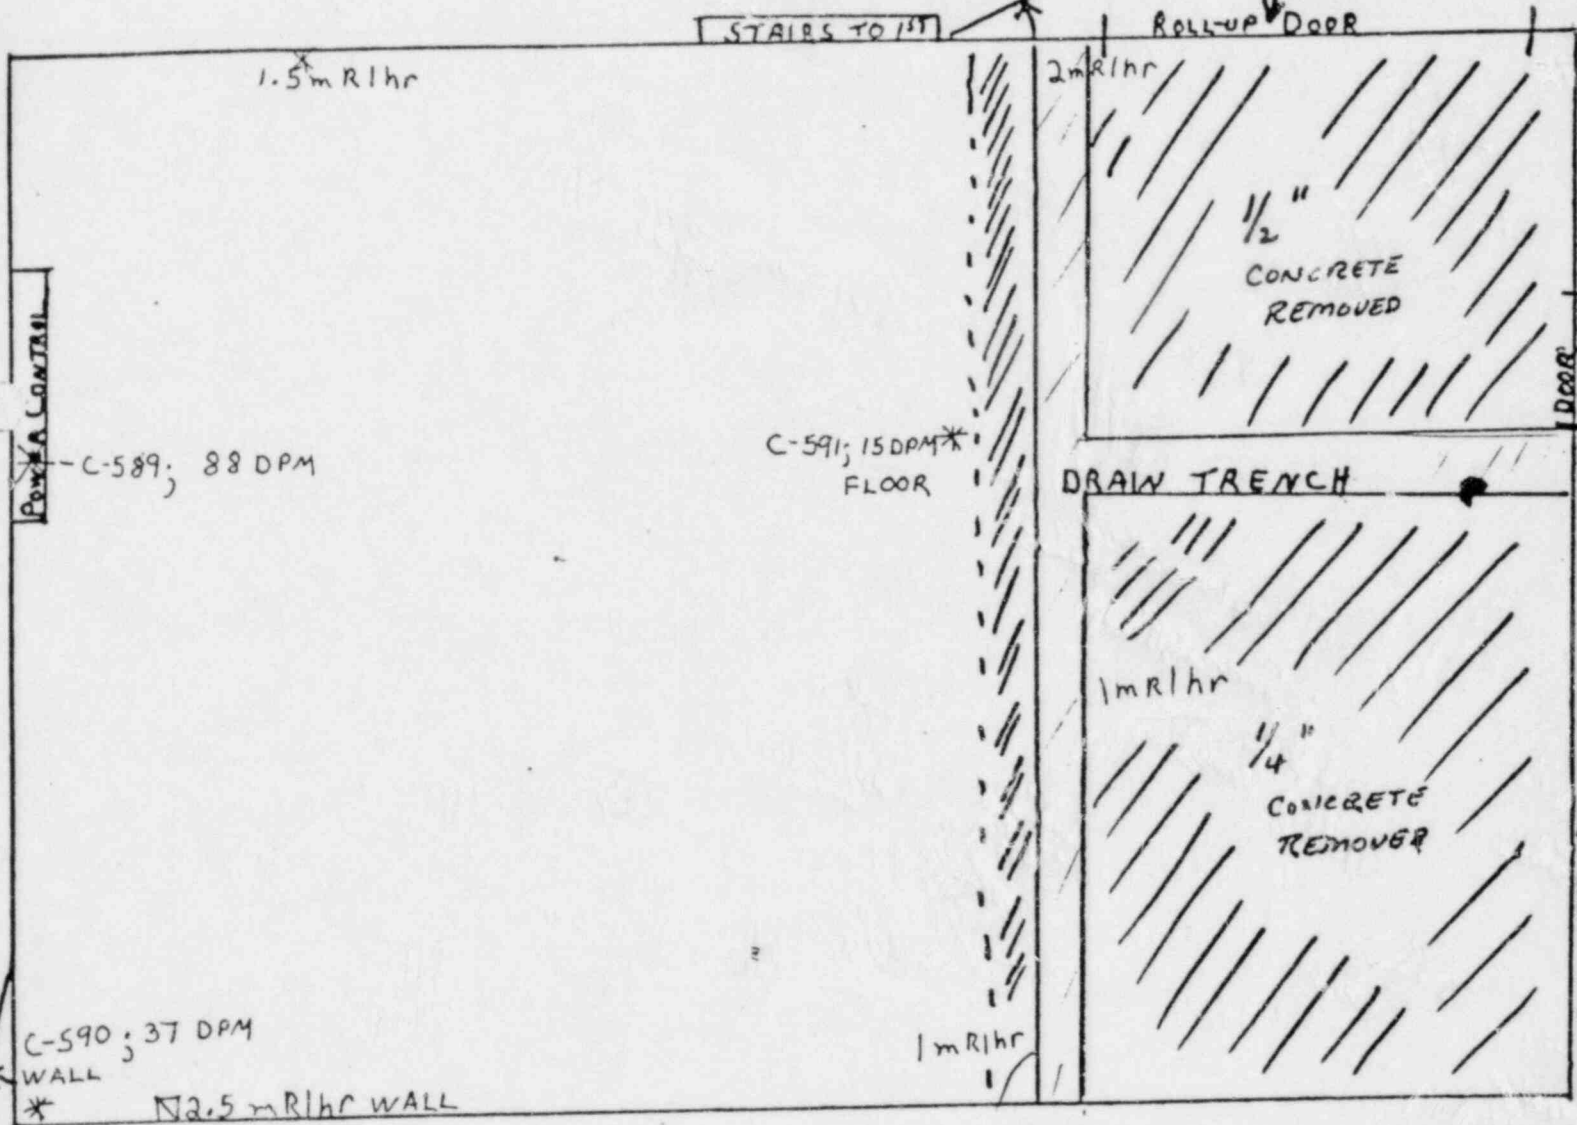 STAIRS TO 1ST
ROLL-UP DOOR
1.5 mR/hr
2mR/hr
1/2 "
CONCRETE
REMOVED
DOOR
POWER CONTROL
C-589; 88 DPM
C-591; 15 DPM
FLOOR
DRAIN TRENCH
1mR/hr
1/4 "
CONCRETE
REMOVER
C-590; 37 DPM
WALL
2.5 mR/hr WALL
1 mR/hr